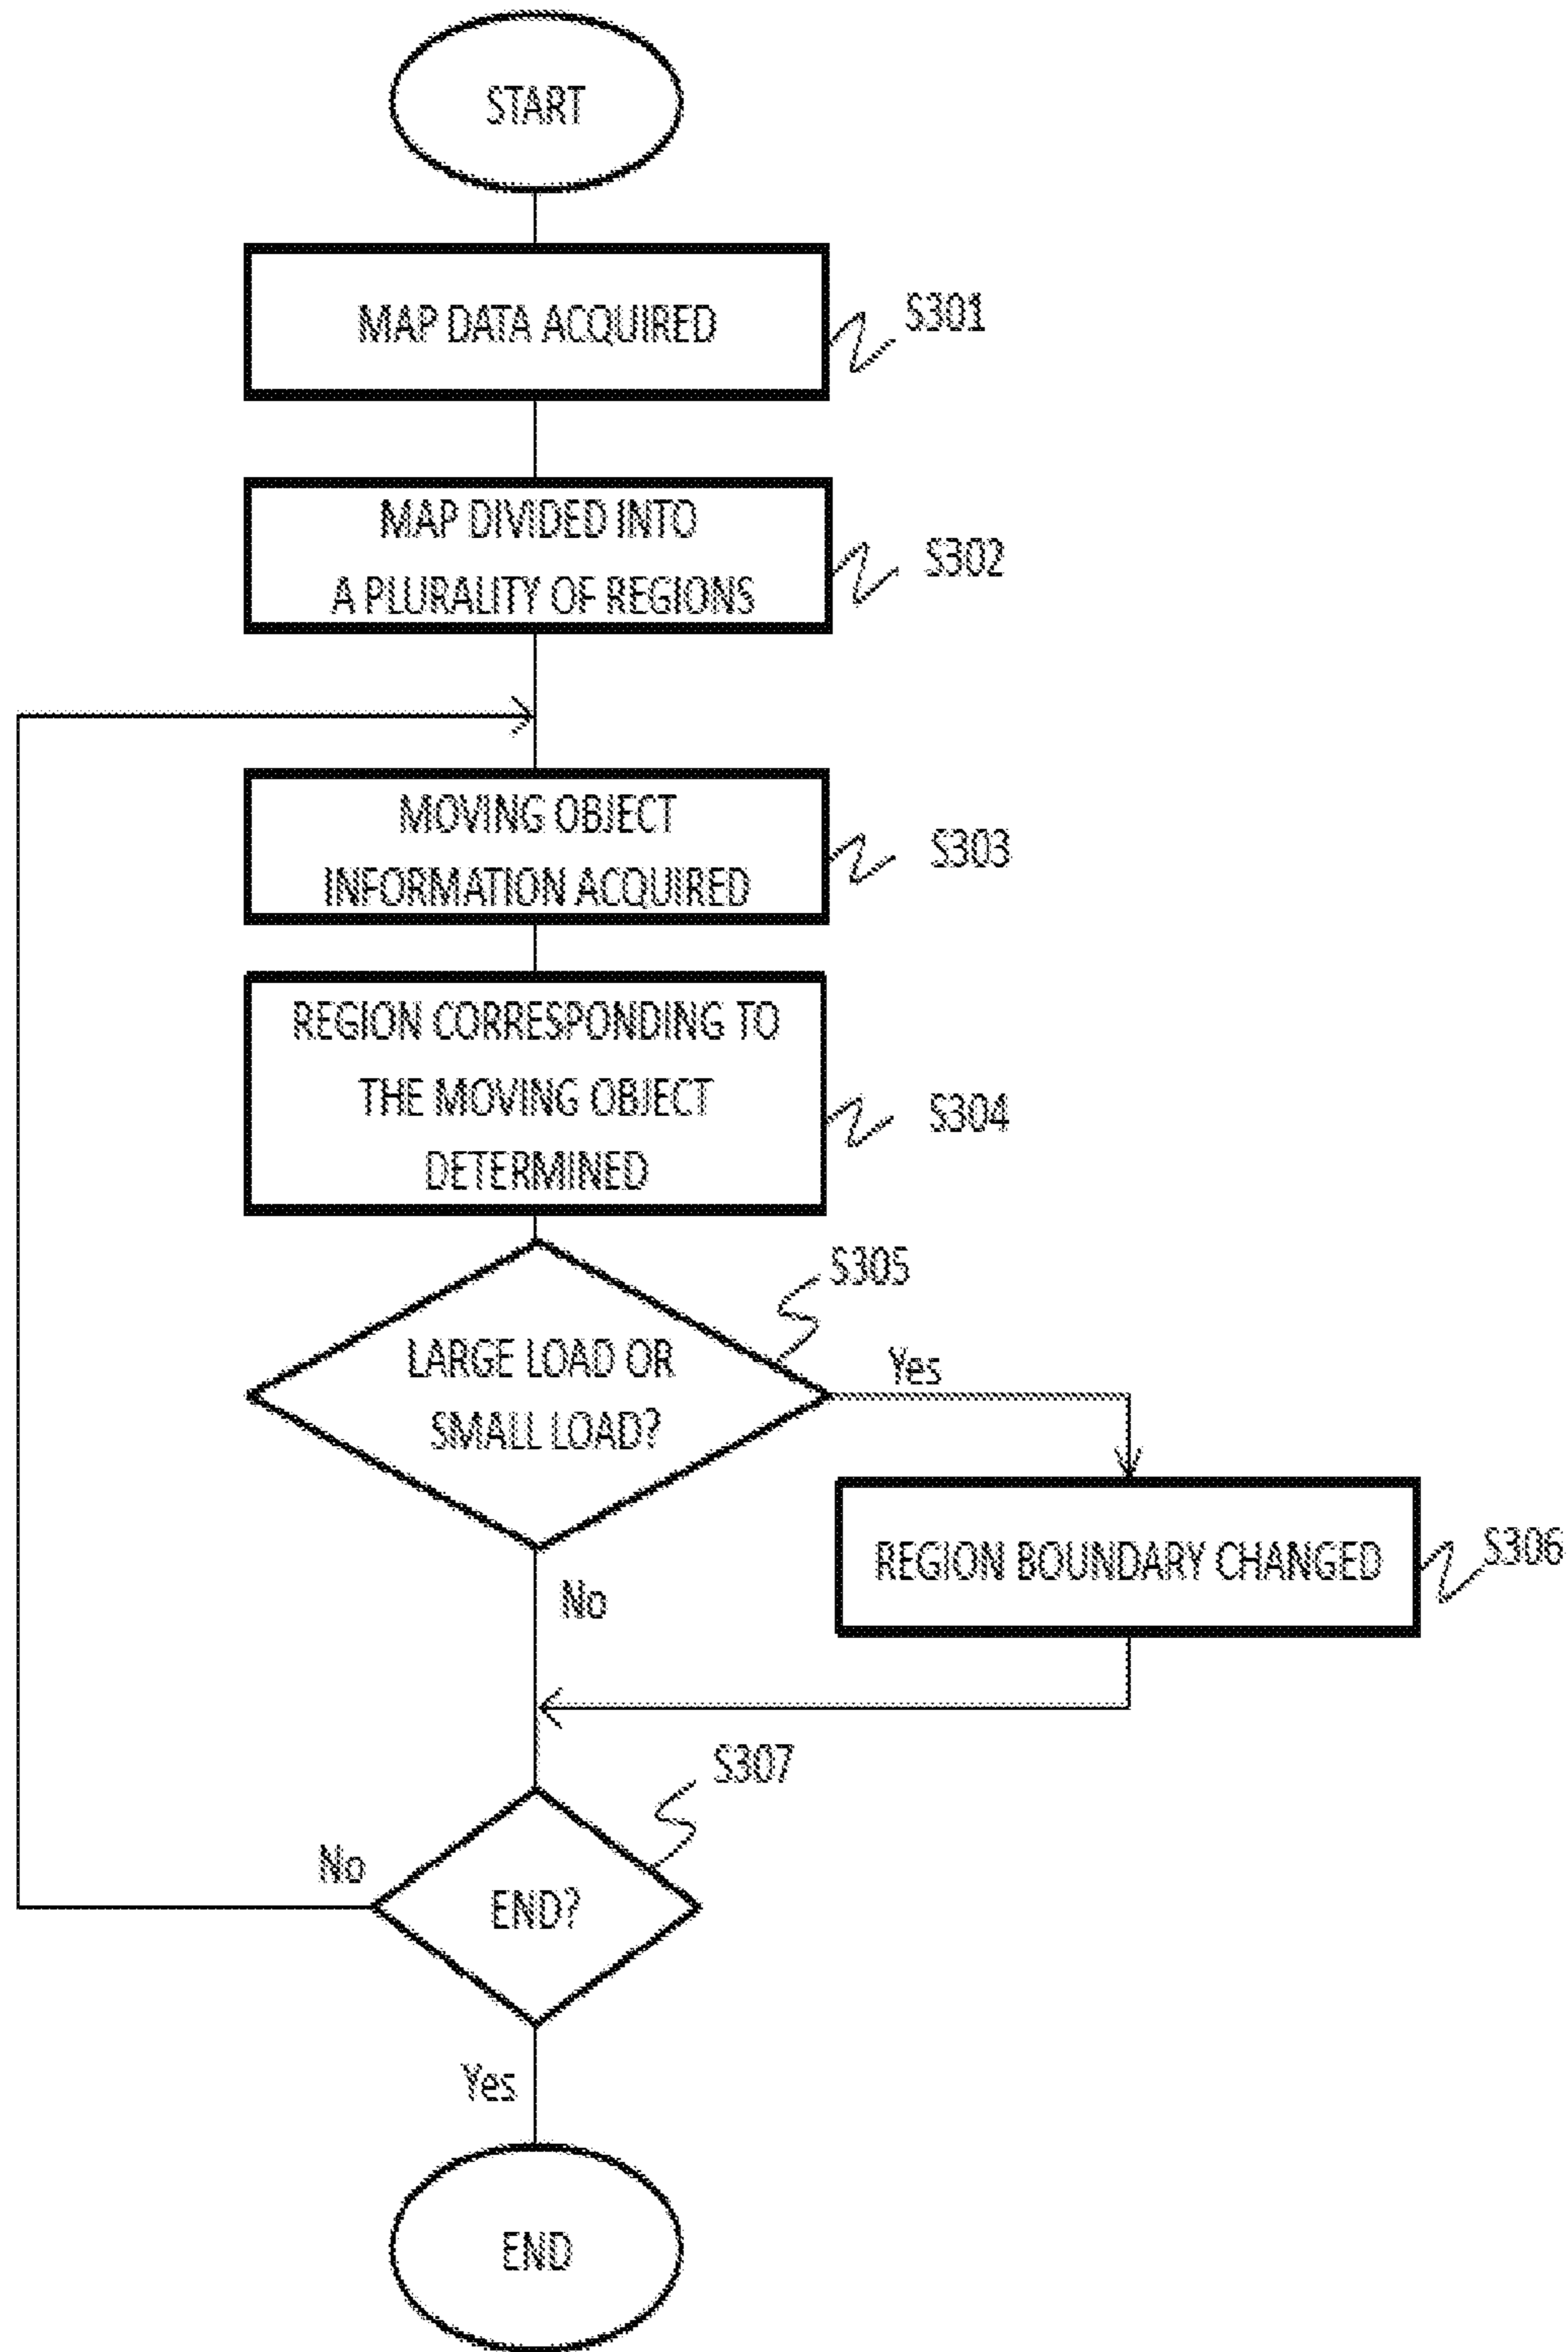 START
MAP DATA ACQUIRED
S301
MAP DIVIDED INTO
A PLURALITY OF REGIONS
S302
MOVING OBJECT
INFORMATION ACQUIRED
S303
REGION CORRESPONDING TO
THE MOVING OBJECT
DETERMINED
S304
S305
LARGE LOAD OR
SMALL LOAD?
Yes
REGION BOUNDARY CHANGED
S306
No
S307
No
END?
Yes
END